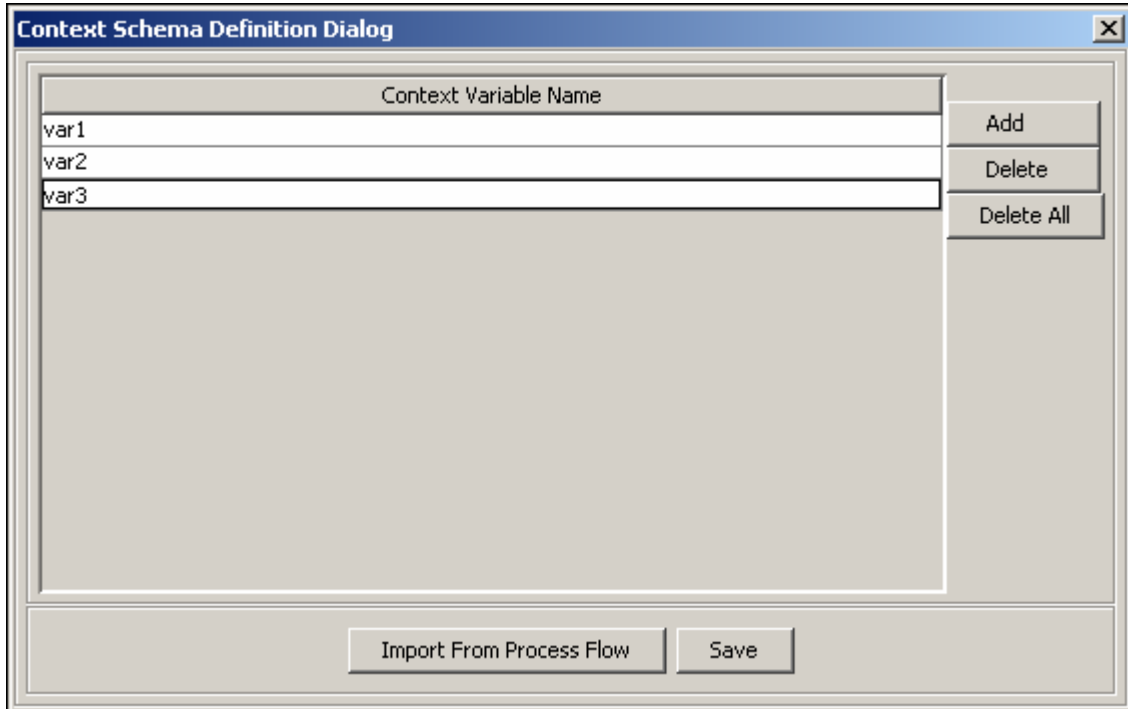 Context Schema Definition Dialog
Context Variable Name
var1
var2
var3
Add
Delete
Delete All
Import From Process Flow
Save